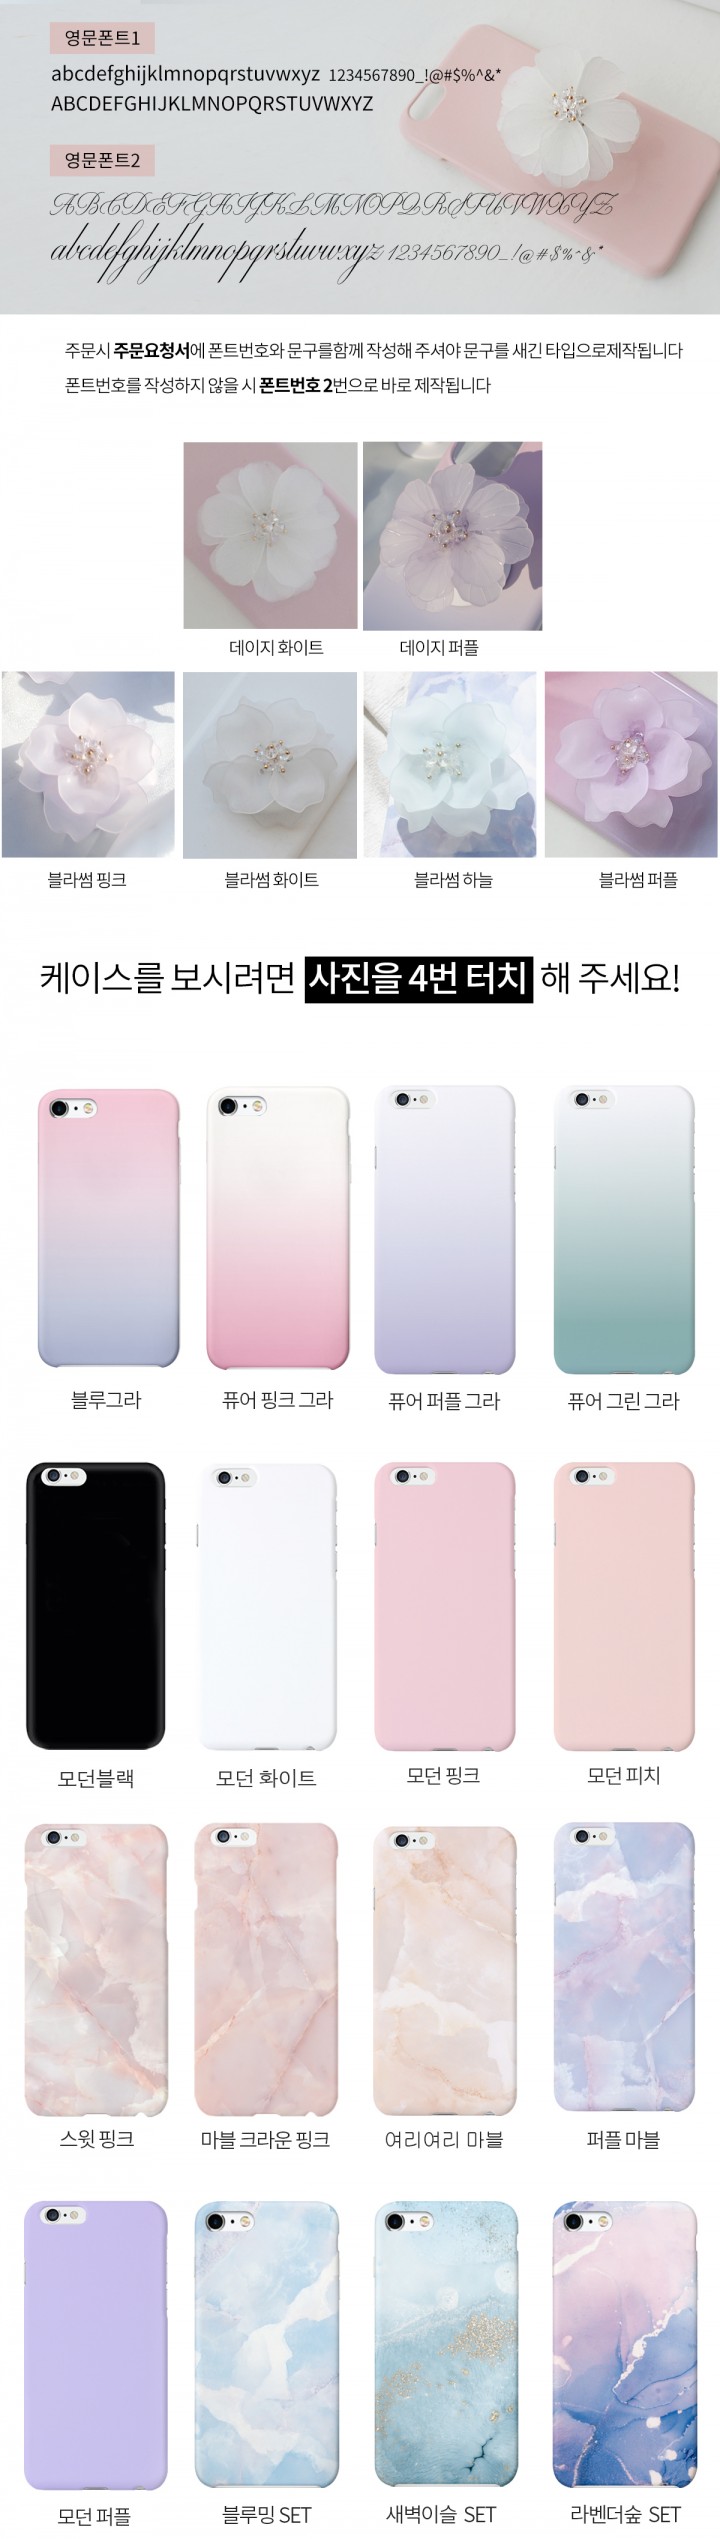 영문폰트1
abcdefghijklmnopqrstuvwxyz 1234567890_!@#$%^&*
ABCDEFGHIJKLMNOPQRSTUVWXYZ
영문폰트2
ABCDEFGHIJKLMNOPQRSTUVWXYZ
abcdefghijklmnopqrstuvwxyz 1234567890_!@#$%^&*
주문시 주문요청서에 폰트번호와 문구를함께 작성해 주셔야 문구를 새긴 타입으로제작됩니다
폰트번호를 작성하지 않을 시 폰트번호 2번으로 바로 제작됩니다
데이지 화이트 데이지 퍼플
블라썸 핑크 블라썸 화이트 블라썸 하늘 블라썸 퍼플
케이스를 보시려면 사진을 4번 터치 해 주세요!
블루그라 퓨어 핑크 그라 퓨어 퍼플 그라 퓨어 그린 그라
모던블랙 모던 화이트 모던 핑크 모던 피치
스윗 핑크 마블 크라운 핑크 여리여리 마블 퍼플 마블
모던 퍼플 블루밍 SET 새벽이슬 SET 라벤더숲 SET